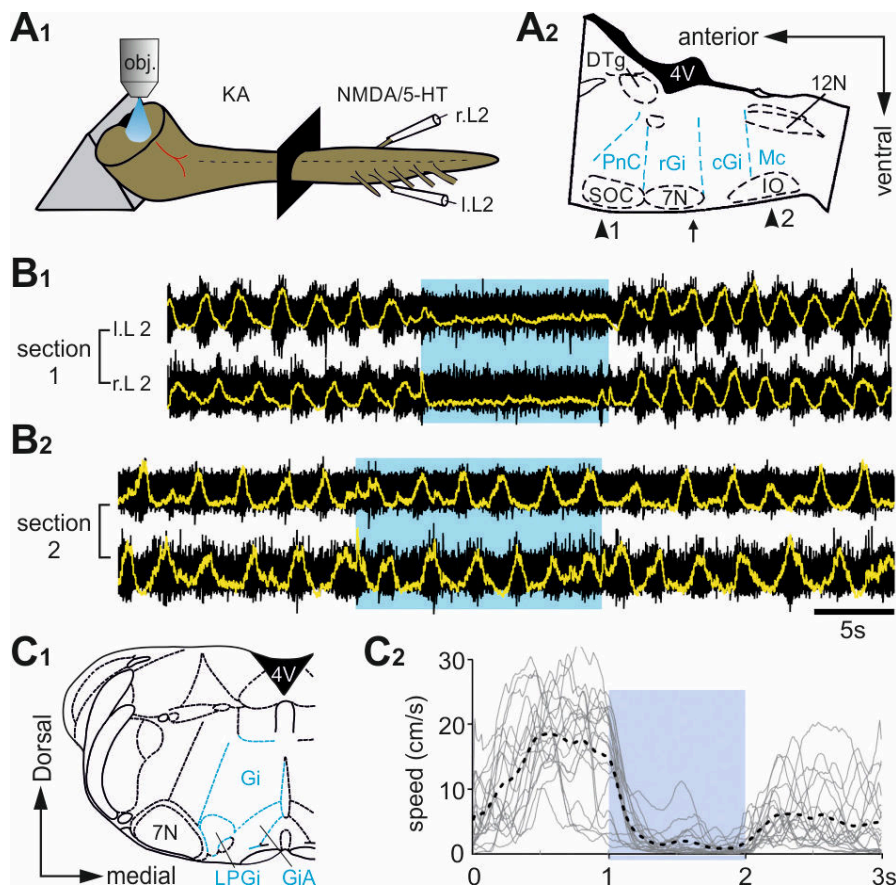 A1
obj.
KA
NMDA/5-HT
r.L2
l.L2
A2
anterior
DTg
4V
12N
ventral
PnC rGi cGi Mc
SOC 7N IO
1 2
B1
section
1
l.L 2
r.L 2
B2
section
2
5s
C1
4V
Dorsal
Gi
7N
medial
LPGi GiA
C2
speed (cm/s)
30
20
10
0
0 1 2 3s